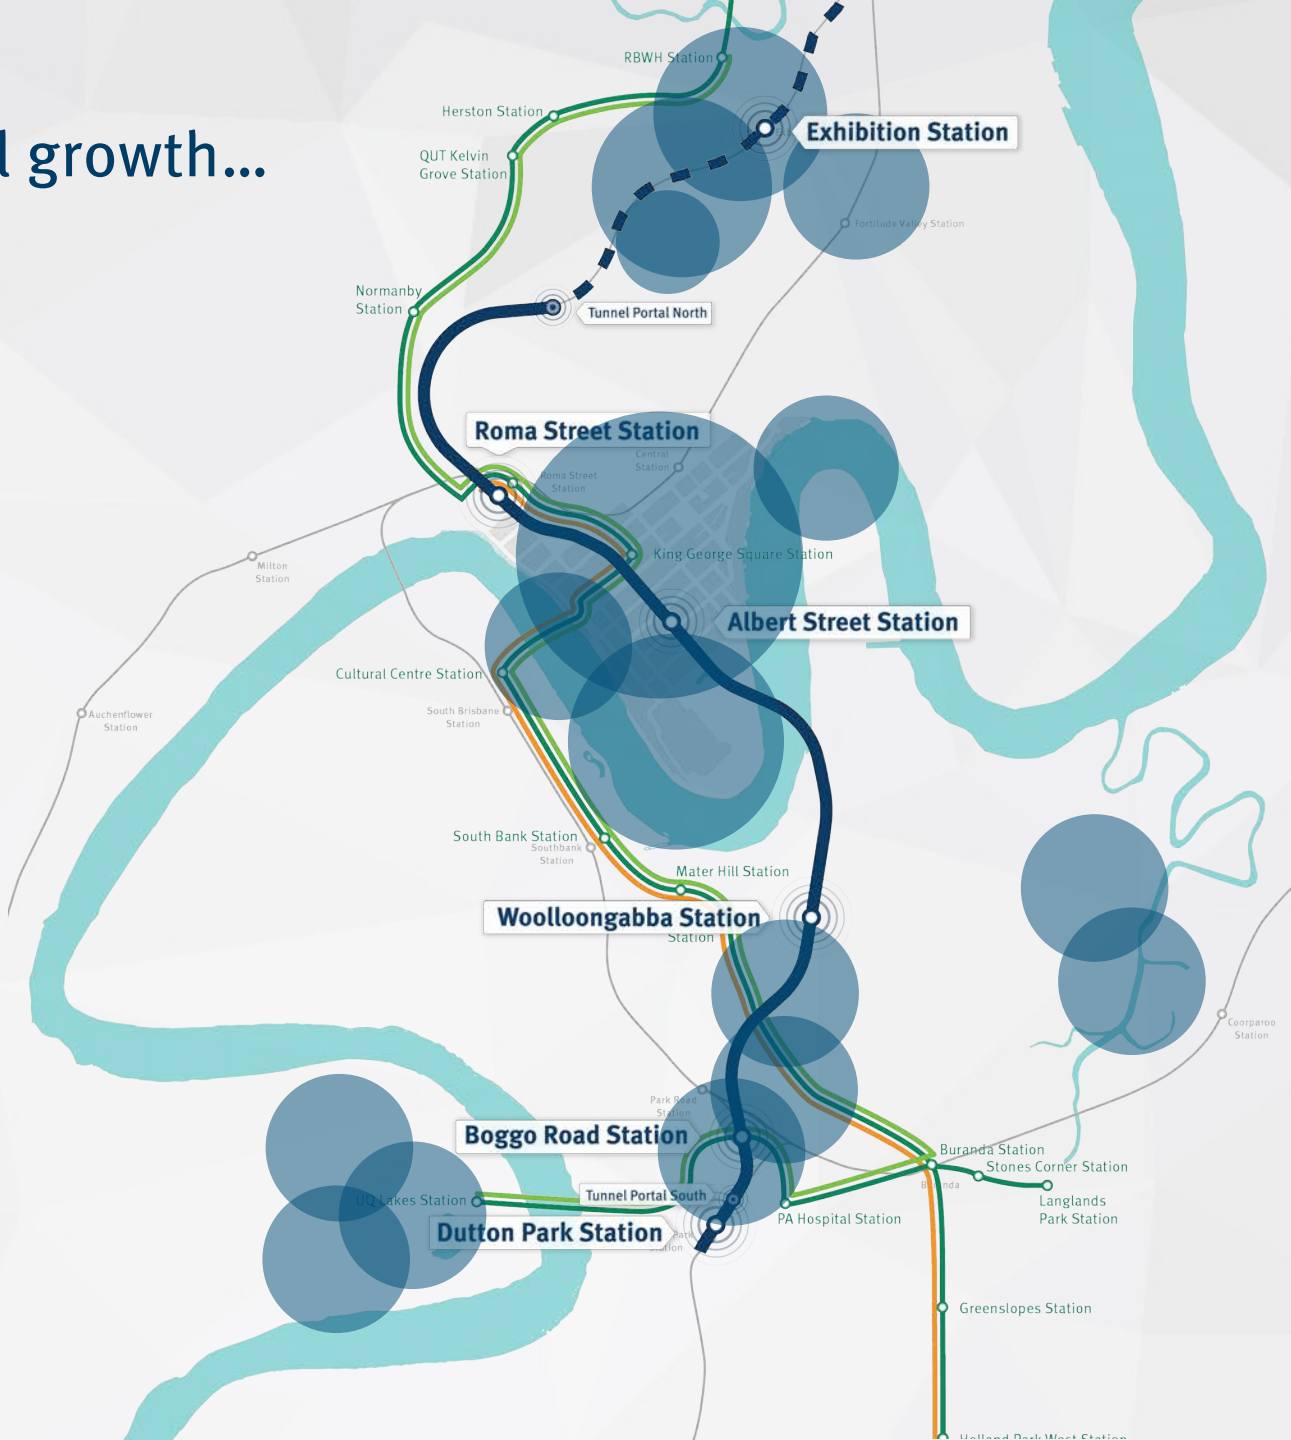 RBWH Station
Herston Station
Exhibition Station
l growth...
QUT Kelvin
Grove Station
Fortitude Valley Station
Normanby
Station
Tunnel Portal North
Roma Street Station
Central
Station
Roma Street
Station
King George Square Station
Milton
Station
Albert Street Station
Cultural Centre Station
South Brisbane
Station
Auchenflower
Station
South Bank Station
Southbank
Station
Mater Hill Station
Woolloongabba Station
Station
Coorparoo
Station
Park Road
Station
Boggo Road Station
Buranda Station
Stones Corner Station
Buranda
UQ Lakes Station
Tunnel Portal South
Langlands
Park Station
PA Hospital Station
Dutton Park Station
Park
Station
Greenslopes Station
Holland Park West Station